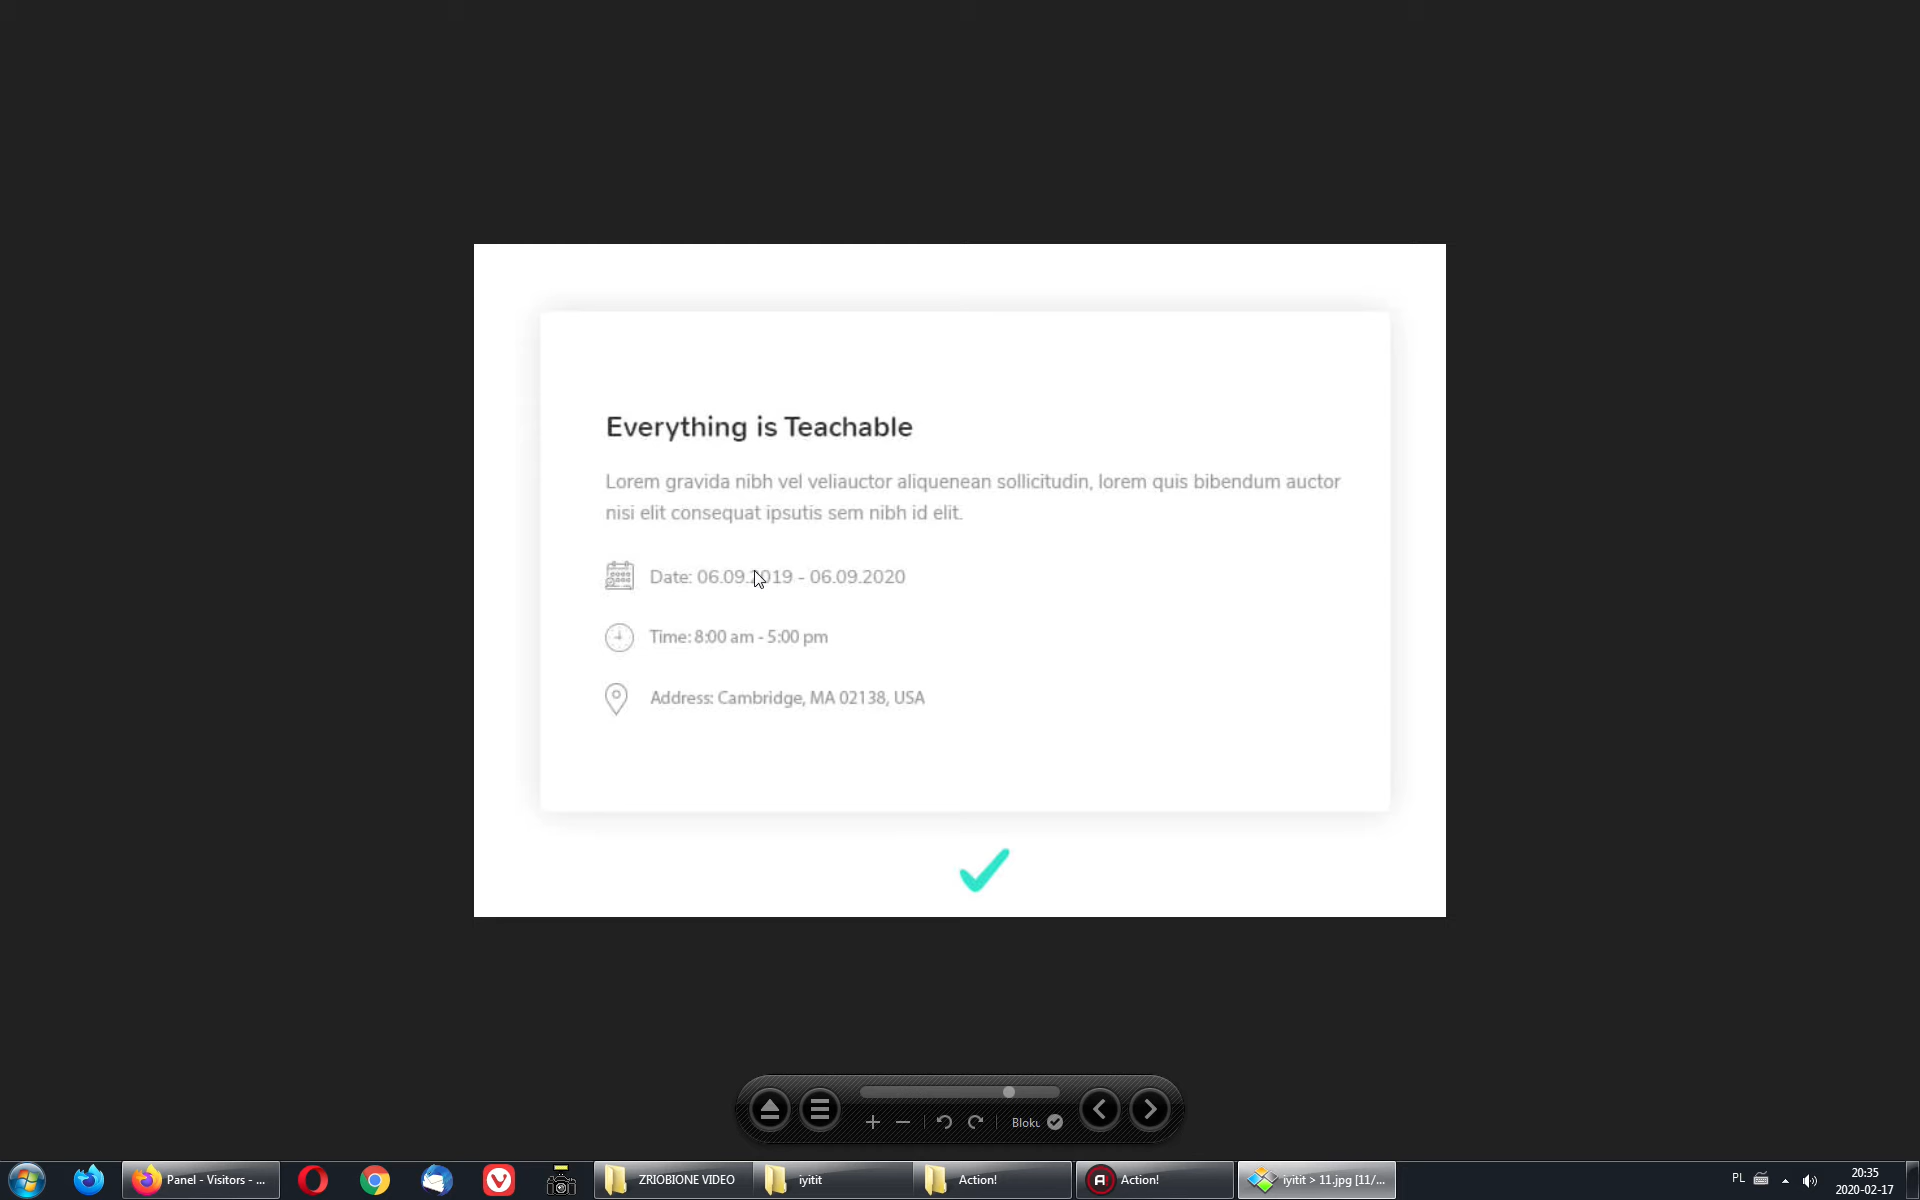 Everything is Teachable
Lorem gravida nibh vel veliauctor aliquenean sollicitudin, lorem quis bibendum auctor
nisi elit consequat ipsutis sem nibh id elit.
Date: 06.09.2019 - 06.09.2020
Time: 8:00 am - 5:00 pm
Address: Cambridge, MA 02138, USA
Bloku
Panel - Visitors - ...
ZRIOBIONE VIDEO
iyitit
Action!
Action!
iyitit > 11.jpg [11/...
PL
20:35
2020-02-17